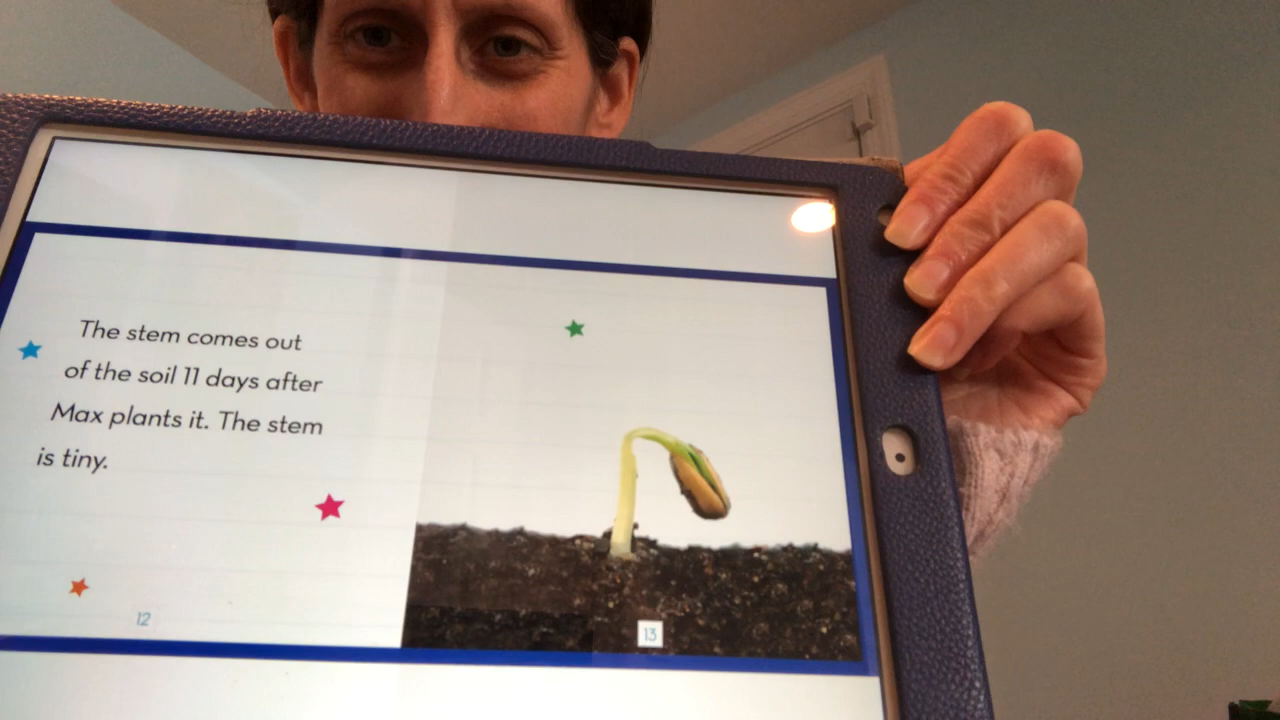 The stem comes out
of the soil 11 days after
Max plants it. The stem
is tiny.
12
13